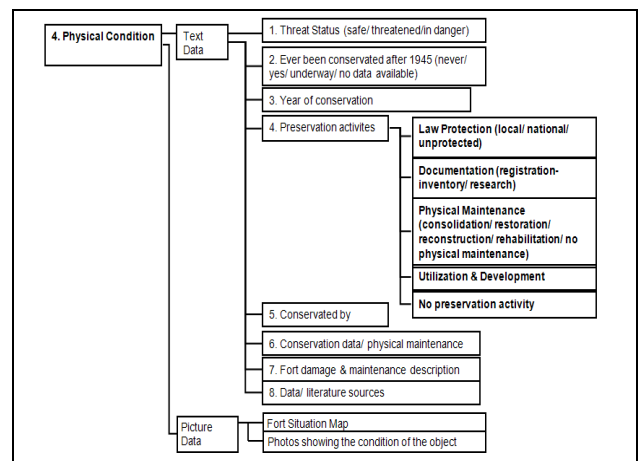 4. Physical Condition
Text
Data
1. Threat Status (safe/ threatened/in danger)
2. Ever been conservated after 1945 (never/
yes/ underway/ no data available)
3. Year of conservation
4. Preservation activites
Law Protection (local/ national/
unprotected)
Documentation (registration-
inventory/ research)
Physical Maintenance
(consolidation/ restoration/
reconstruction/ rehabilitation/ no
physical maintenance)
Utilization & Development
No preservation activity
5. Conservated by
6. Conservation data/ physical maintenance
7. Fort damage & maintenance description
8. Data/ literature sources
Picture
Data
Fort Situation Map
Photos showing the condition of the object